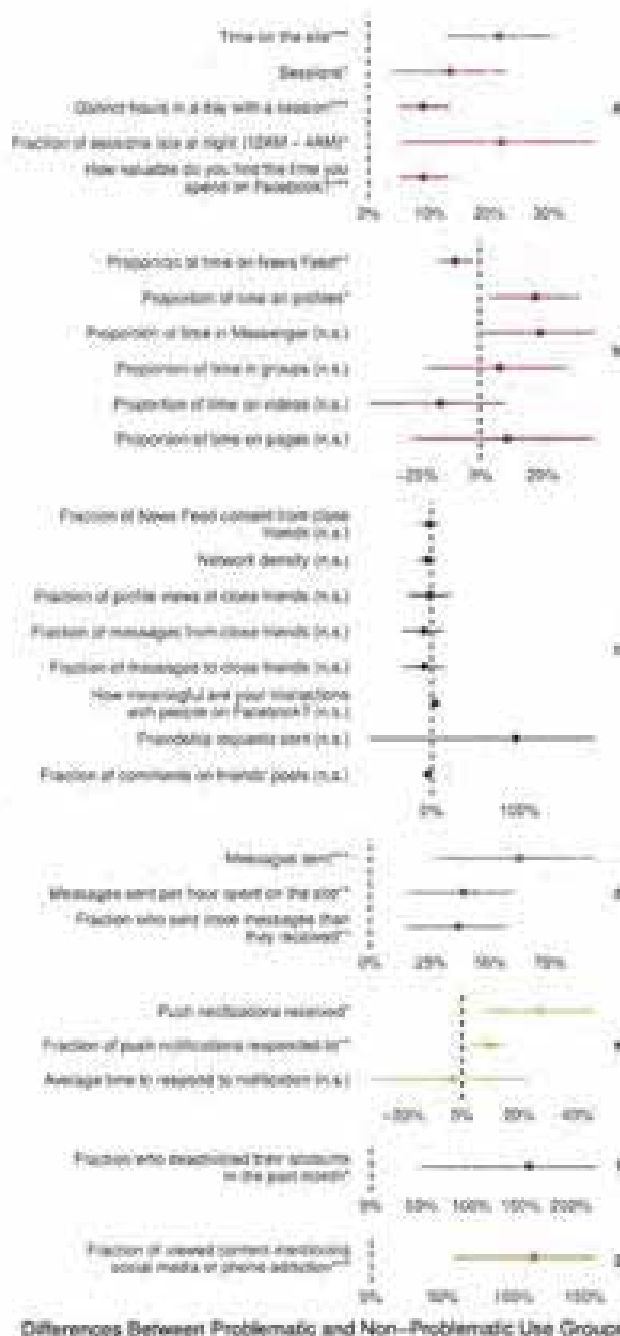 Time on the site***
Sessions*
Distinct hours in a day with a session***
Fraction of sessions late at night (12AM – 4AM)*
How valuable do you find the time you
spend on Facebook?***
0% 10% 20% 30%
Proportion of time on News Feed**
Proportion of time on profiles*
Proportion of time in Messenger (n.s.)
Proportion of time in groups (n.s.)
Proportion of time on videos (n.s.)
Proportion of time on pages (n.s.)
0%
Fraction of News Feed content from close
friends (n.s.)
Network density (n.s.)
Fraction of profile views of close friends (n.s.)
Fraction of messages from close friends (n.s.)
Fraction of messages to close friends (n.s.)
How meaningful are your interactions
with people on Facebook? (n.s.)
Friendship requests sent (n.s.)
Fraction of comments on friends' posts (n.s.)
0% 100%
Messages sent***
Messages sent per hour spent on the site**
Fraction who sent more messages than
they received**
0% 25% 50% 75%
Push notifications received*
Fraction of push notifications responded to**
Average time to respond to notification (n.s.)
−20% 0% 20% 40%
Fraction who deactivated their accounts
in the past month*
0% 50% 100% 150% 200%
Fraction of viewed content mentioning
social media or phone addiction***
0% 50% 100% 150%
Differences Between Problematic and Non−Problematic Use Groups